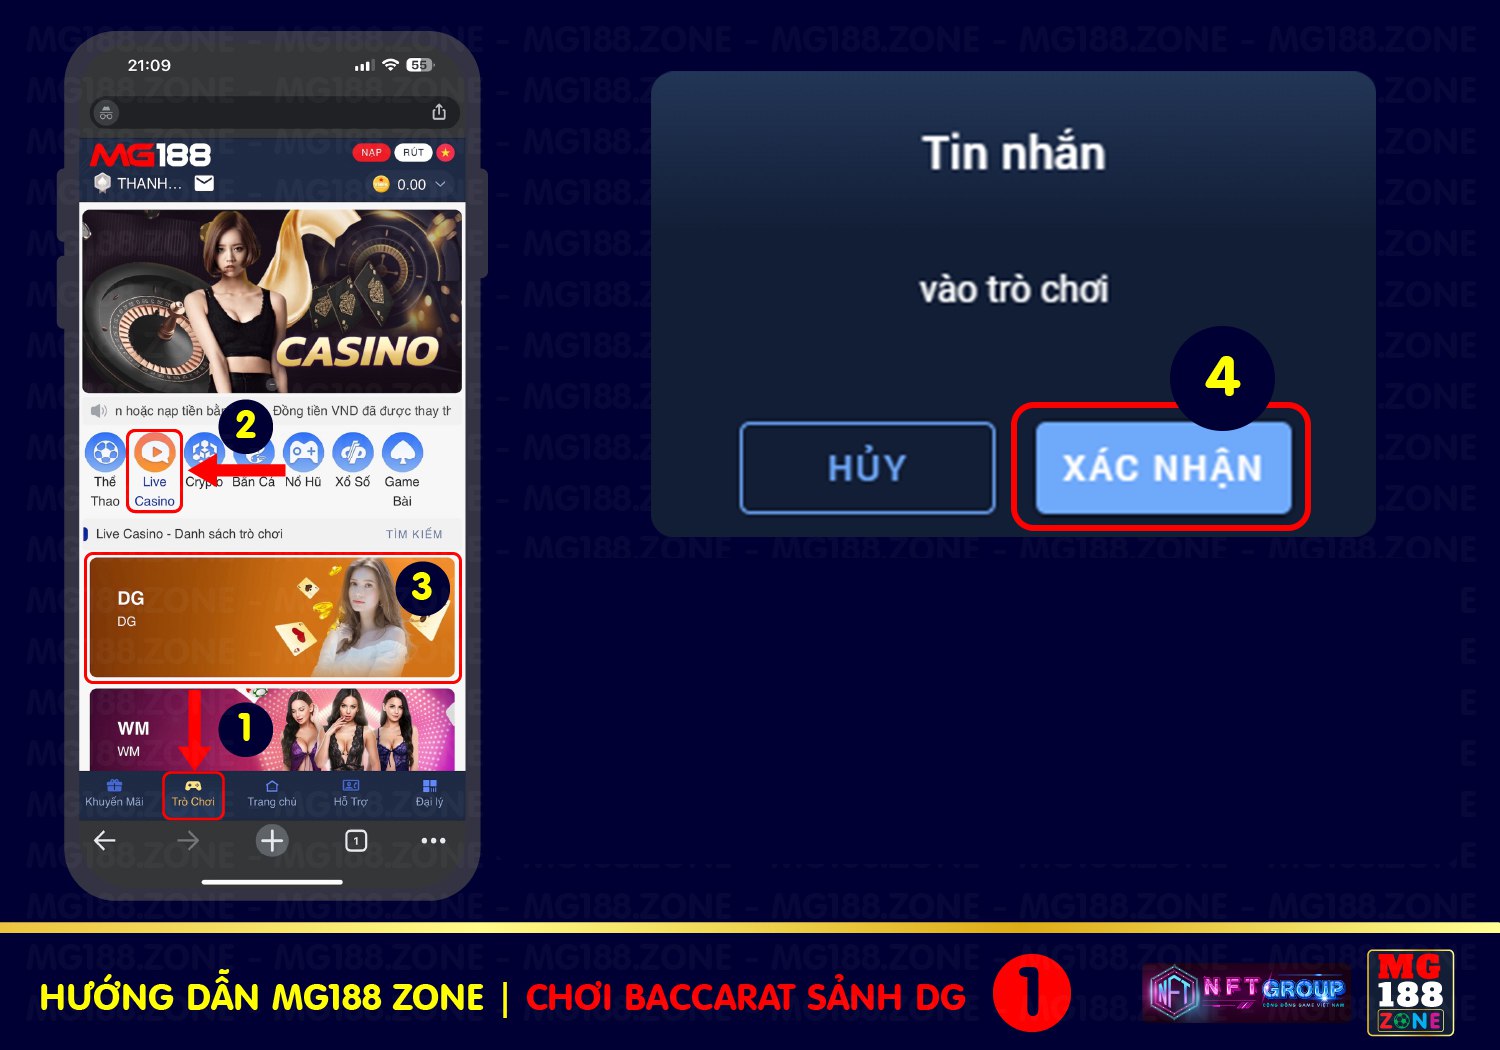 21:09
55
MG188
NẠP
RÚT
THANH...
0.00
CASINO
n hoặc nạp tiền bằ
Đồng tiền VND đã được thay th
2
Thể
Thao
Live
Casino
Crypto
Bắn Cá
Nổ Hũ
Xổ Số
Game
Bài
Live Casino - Danh sách trò chơi
TÌM KIẾM
DG
DG
3
WM
WM
1
Khuyến Mãi
Trò Chơi
Trang chủ
Hỗ Trợ
Đại lý
1
Tin nhắn
vào trò chơi
4
HỦY
XÁC NHẬN
MG188.ZONE - MG188.ZONE - MG188.ZONE - MG188.ZONE - MG188.ZONE - MG188.ZONE
HƯỚNG DẪN MG188 ZONE | CHƠI BACCARAT SẢNH DG
1
NFT
NFTGROUP
CỘNG ĐỒNG GAME VIỆT NAM
MG
188
ZONE